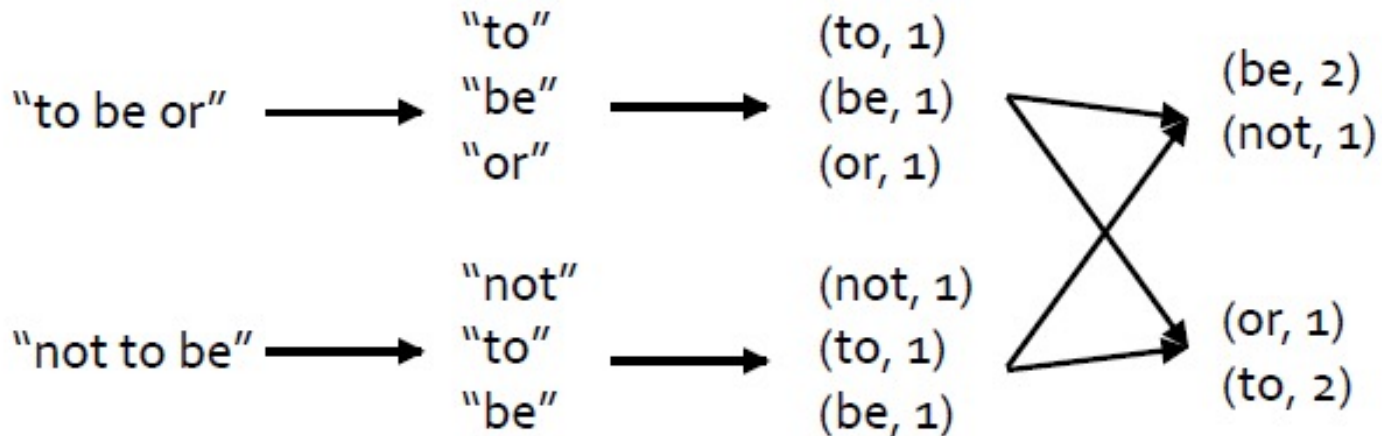 “to be or”
“to”
“be”
“or”
(to, 1)
(be, 1)
(or, 1)
(be, 2)
(not, 1)
“not to be”
“not”
“to”
“be”
(not, 1)
(to, 1)
(be, 1)
(or, 1)
(to, 2)